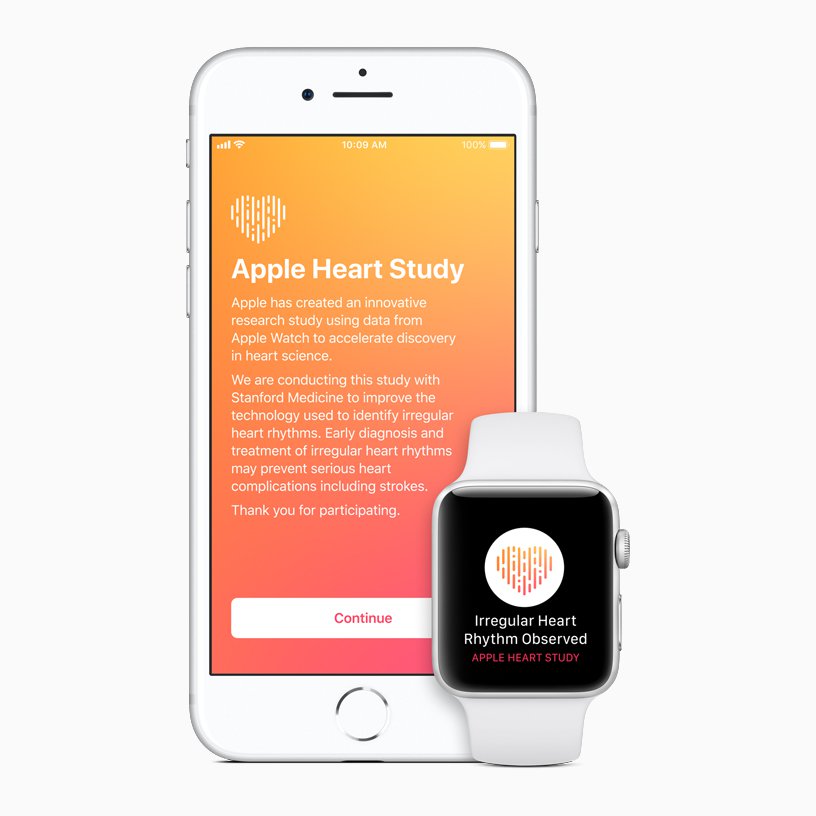 10:09 AM
100%
Apple Heart Study
Apple has created an innovative
research study using data from
Apple Watch to accelerate discovery
in heart science.
We are conducting this study with
Stanford Medicine to improve the
technology used to identify irregular
heart rhythms. Early diagnosis and
treatment of irregular heart rhythms
may prevent serious heart
complications including strokes.
Thank you for participating.
Continue
Irregular Heart
Rhythm Observed
APPLE HEART STUDY